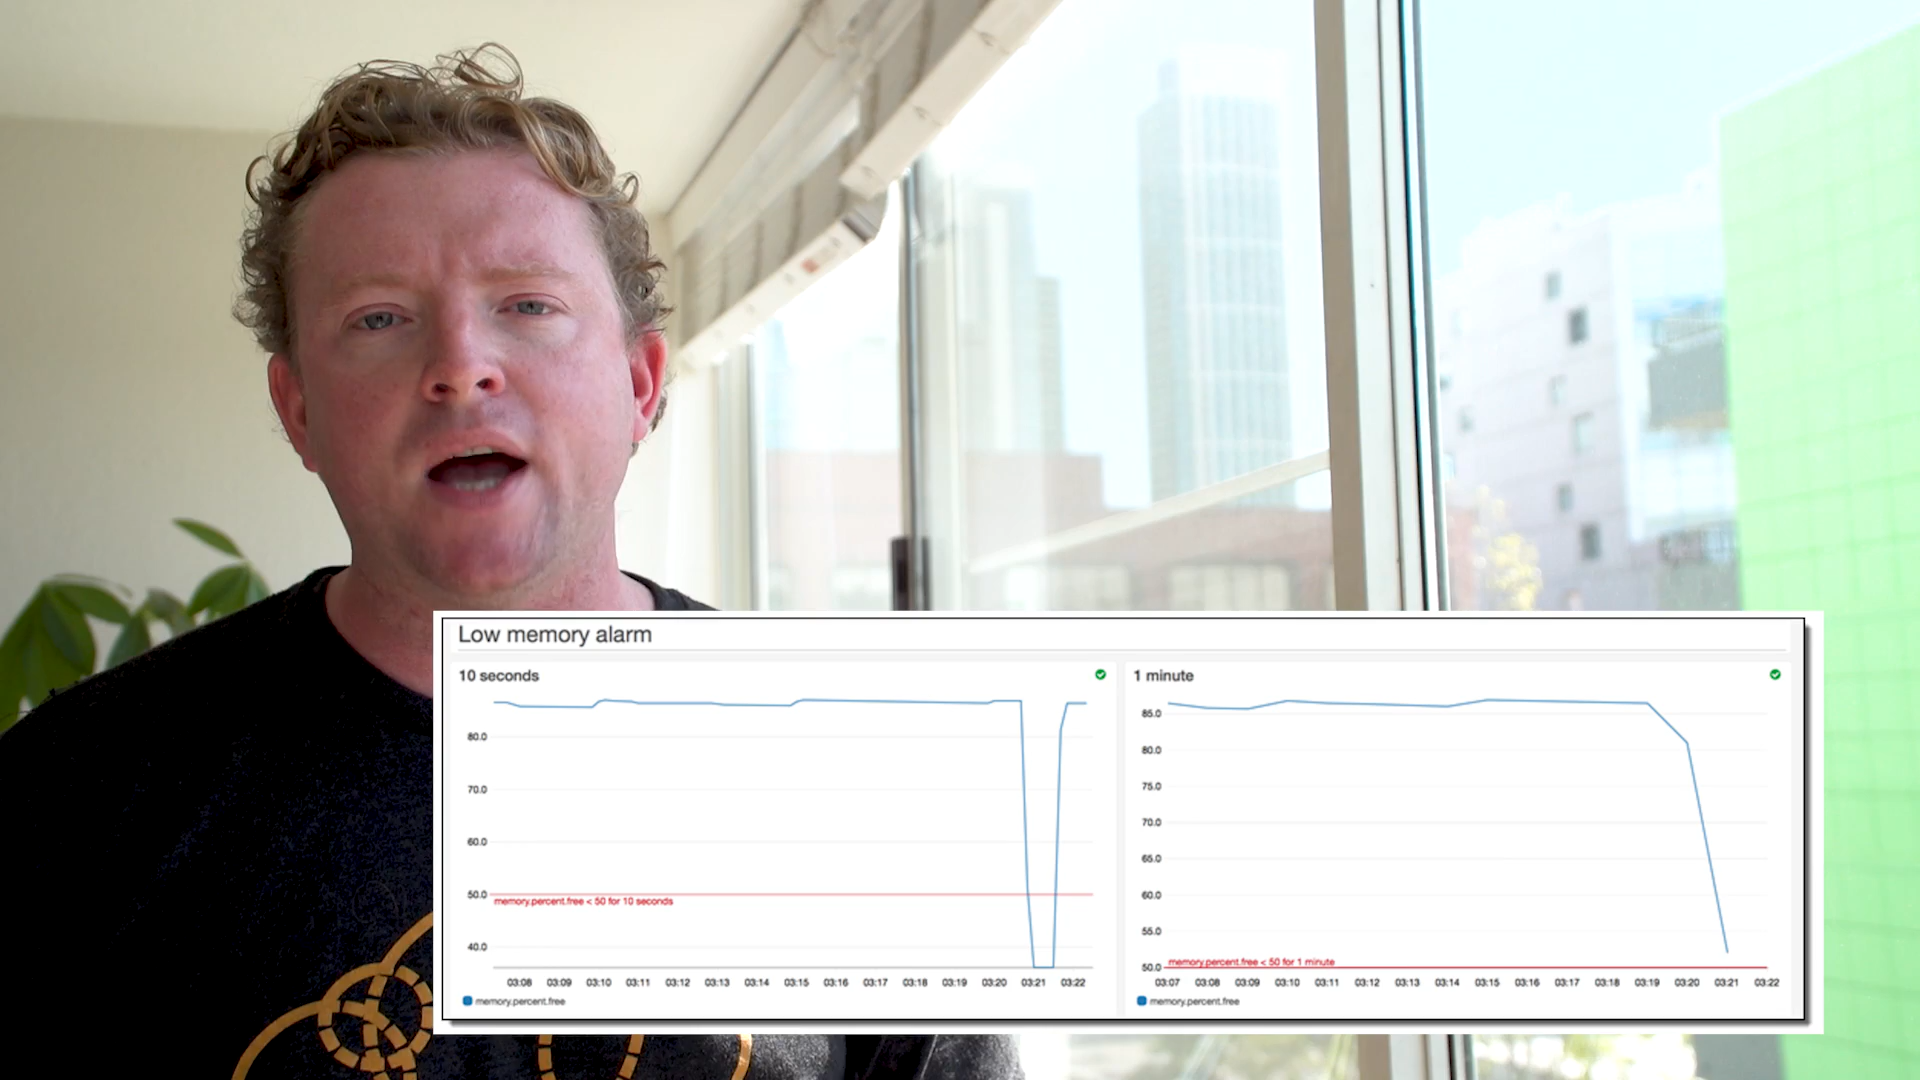 Low memory alarm
10 seconds
80.0
70.0
60.0
50.0
memory.percent.free < 50 for 10 seconds
40.0
03:08 03:09 03:10 03:11 03:12 03:13 03:14 03:15 03:16 03:17 03:18 03:19 03:20 03:21 03:22
memory.percent.free
1 minute
85.0
80.0
75.0
70.0
65.0
60.0
55.0
50.0
memory.percent.free < 50 for 1 minute
03:07 03:08 03:09 03:10 03:11 03:12 03:13 03:14 03:15 03:16 03:17 03:18 03:19 03:20 03:21 03:22
memory.percent.free